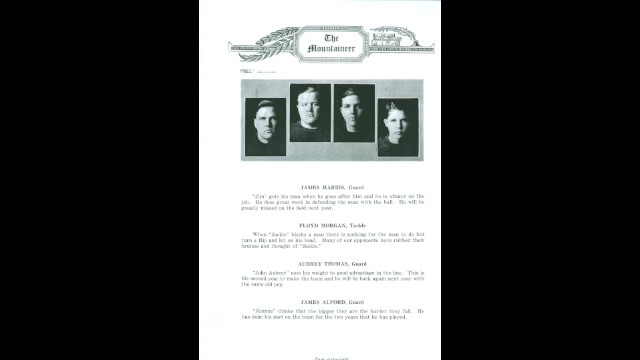 The
Mountaineer
JAMES HARRIS, Guard
"Jim" gets his man when he goes after him and he is always on the
job. He does great work in defending the man with the ball. He will be
greatly missed on the field next year.
FLOYD MORGAN, Tackle
When "Jackie" blocks a man there is nothing for the man to do but
turn a flip and lit on his head. Many of our opponents have rubbed their
bruises and thought of "Jackie."
AUBREY THOMAS, Guard
"John Aubrey" uses his weight to good advantage in the line. This is
his second year to make the team and he will be back again next year with
the same old pep.
JAMES ALFORD, Guard
"Jimmie" thinks that the bigger they are the harder they fall. He
has done his part on the team for the two years that he has played.